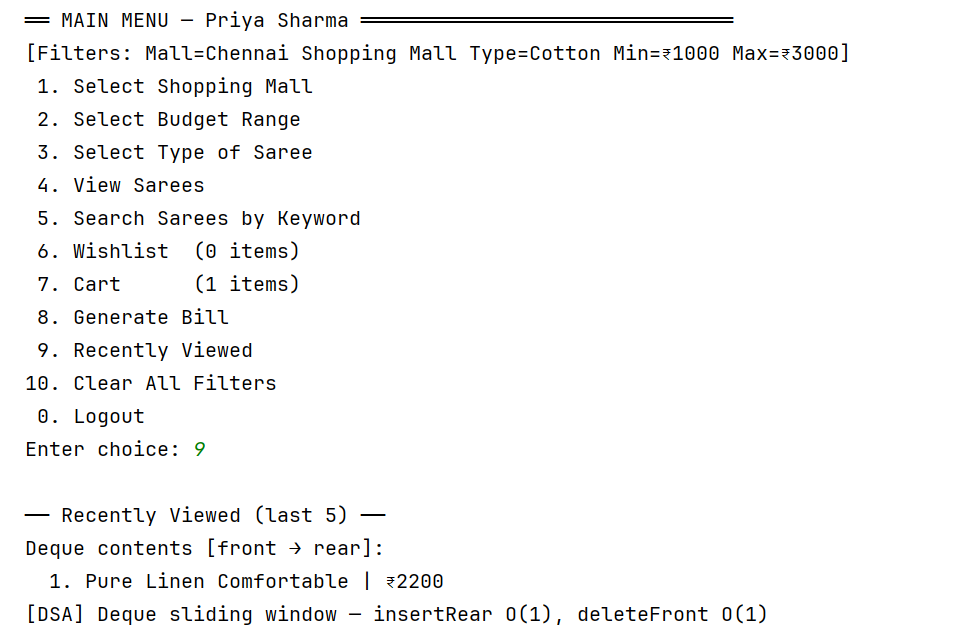 ══ MAIN MENU — Priya Sharma ═══════════════════════════════
[Filters: Mall=Chennai Shopping Mall Type=Cotton Min=₹1000 Max=₹3000]
 1. Select Shopping Mall
 2. Select Budget Range
 3. Select Type of Saree
 4. View Sarees
 5. Search Sarees by Keyword
 6. Wishlist  (0 items)
 7. Cart      (1 items)
 8. Generate Bill
 9. Recently Viewed
10. Clear All Filters
 0. Logout
Enter choice: 9
── Recently Viewed (last 5) ──
Deque contents [front → rear]:
  1. Pure Linen Comfortable | ₹2200
[DSA] Deque sliding window — insertRear O(1), deleteFront O(1)